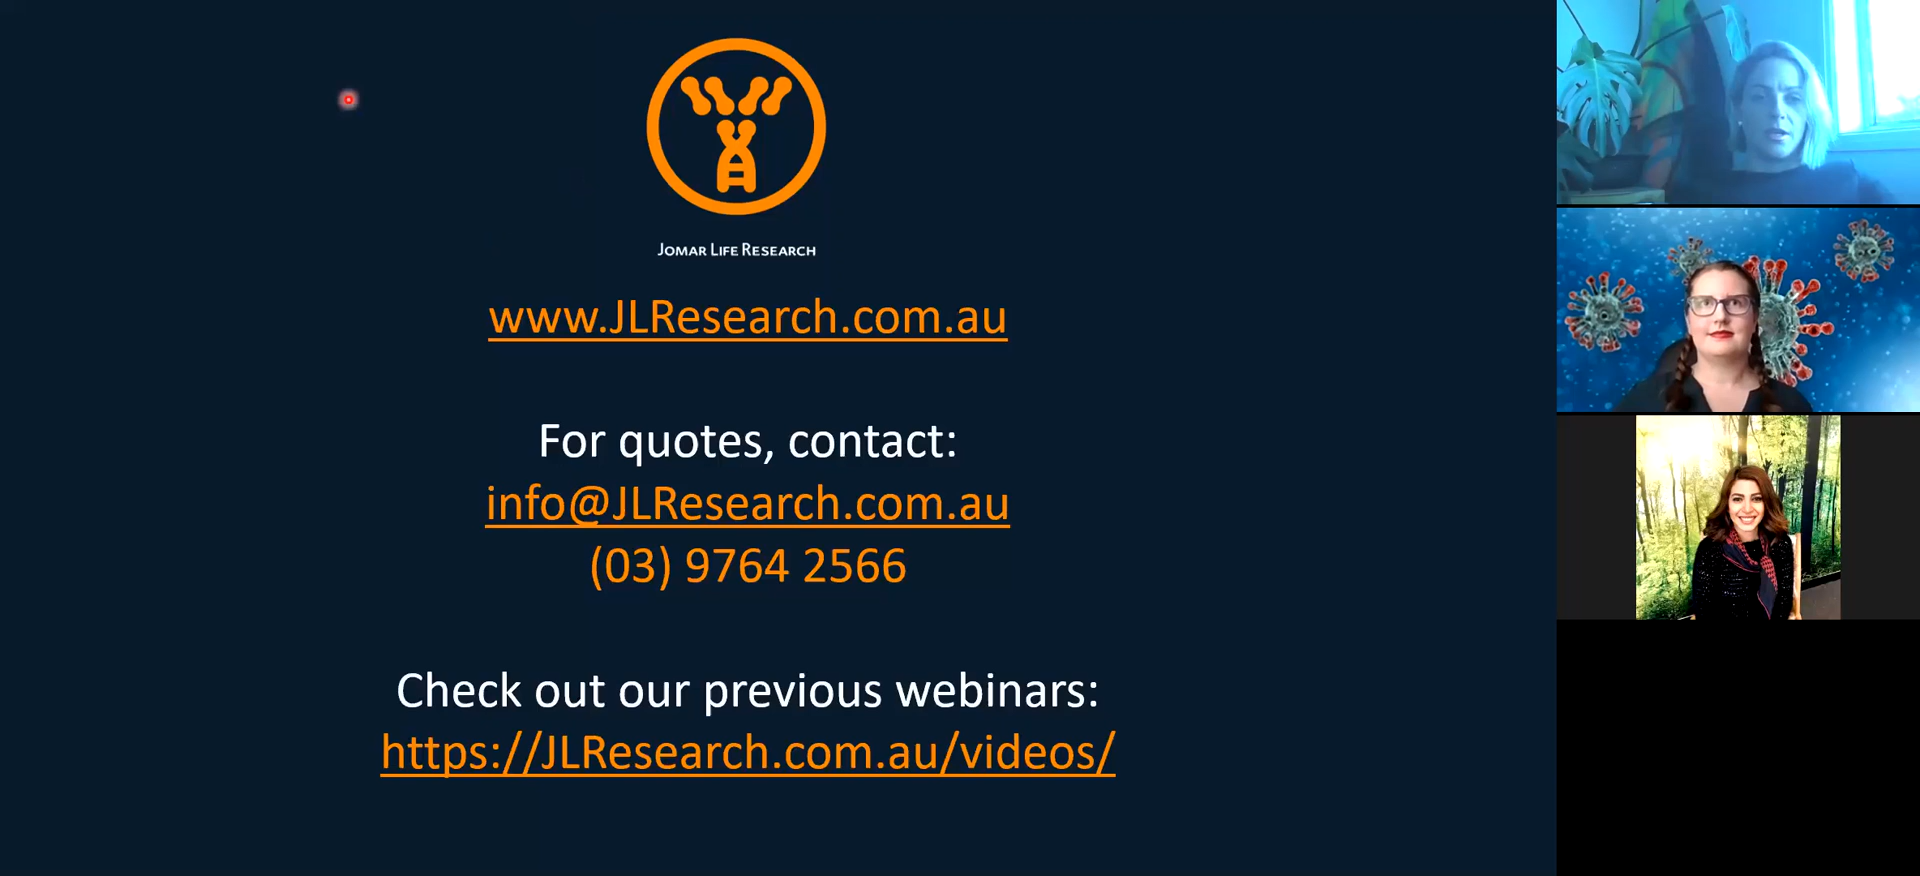 JOMAR LIFE RESEARCH
www.JLResearch.com.au
For quotes, contact:
info@JLResearch.com.au
(03) 9764 2566
Check out our previous webinars:
https://JLResearch.com.au/videos/